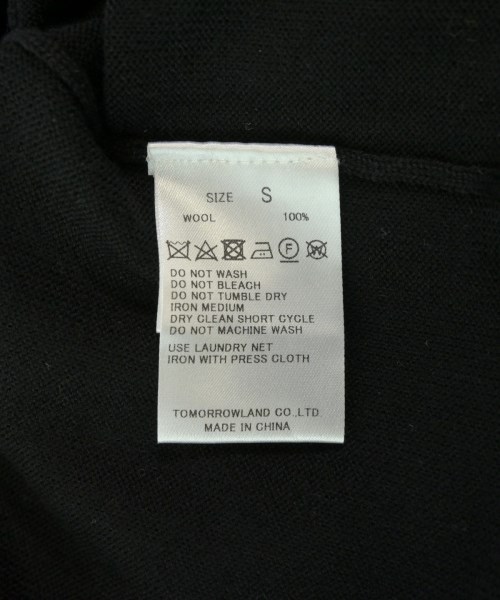 SIZE S
WOOL 100%
F W
DO NOT WASH
DO NOT BLEACH
DO NOT TUMBLE DRY
IRON MEDIUM
DRY CLEAN SHORT CYCLE
DO NOT MACHINE WASH
USE LAUNDRY NET
IRON WITH PRESS CLOTH
TOMORROWLAND CO.,LTD
MADE IN CHINA